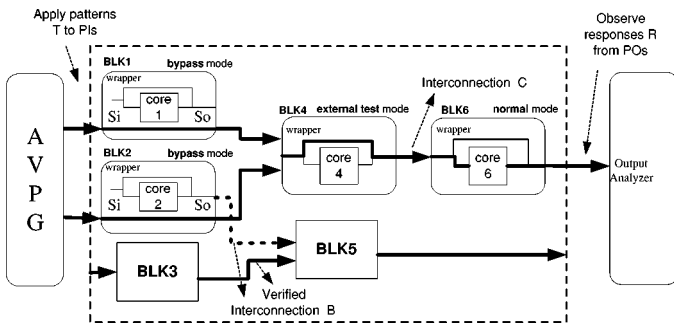 Apply patterns
T to PIs
Observe
responses R
from POs
BLK1 bypass mode
wrapper
core
1
Si So
A
V
P
G
BLK2 bypass mode
wrapper
core
2
Si So
BLK4 external test mode
wrapper
core
4
Interconnection C
BLK6 normal mode
wrapper
core
6
Output
Analyzer
BLK3
BLK5
Verified
Interconnection B